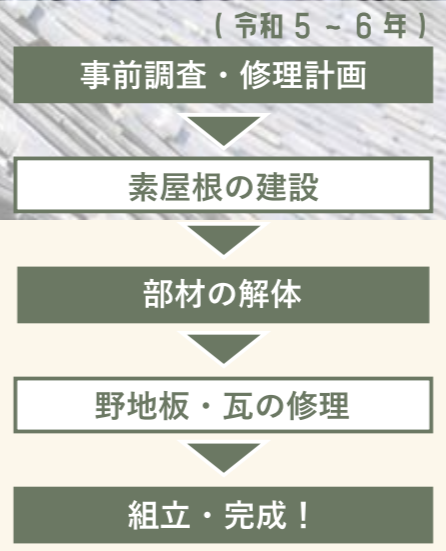 (令和5~6年)
事前調査・修理計画
素屋根の建設
部材の解体
野地板・瓦の修理
組立・完成！